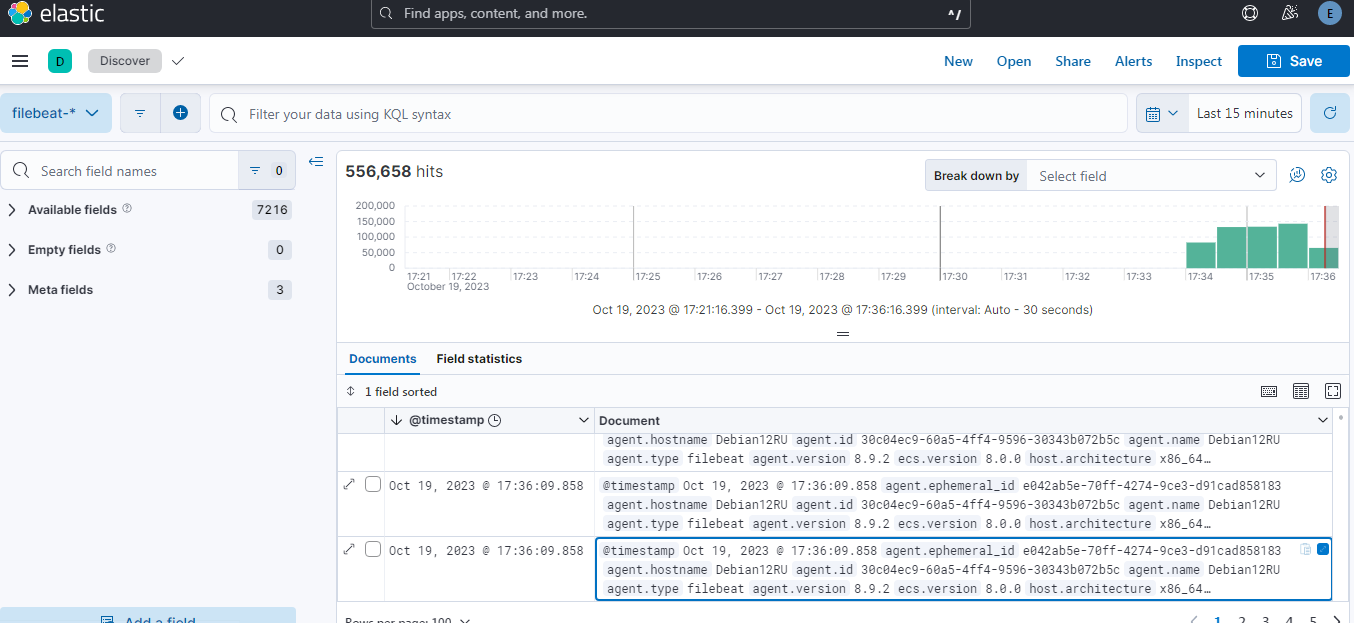 elastic
Find apps, content, and more.
^/
E
D
Discover
New
Open
Share
Alerts
Inspect
Save
filebeat-*
Filter your data using KQL syntax
Last 15 minutes
Search field names
0
Available fields
7216
Empty fields
0
Meta fields
3
Add a field
556,658 hits
Break down by
Select field
200,000
150,000
100,000
50,000
0
17:21 17:22 17:23 17:24 17:25 17:26 17:27 17:28 17:29 17:30 17:31 17:32 17:33 17:34 17:35 17:36
October 19, 2023
Oct 19, 2023 @ 17:21:16.399 - Oct 19, 2023 @ 17:36:16.399 (interval: Auto - 30 seconds)
Documents
Field statistics
1 field sorted
@timestamp
Document
agent.hostname Debian12RU agent.id 30c04ec9-60a5-4ff4-9596-30343b072b5c agent.name Debian12RU
agent.type filebeat agent.version 8.9.2 ecs.version 8.0.0 host.architecture x86_64…
Oct 19, 2023 @ 17:36:09.858
@timestamp Oct 19, 2023 @ 17:36:09.858 agent.ephemeral_id e042ab5e-70ff-4274-9ce3-d91cad858183
agent.hostname Debian12RU agent.id 30c04ec9-60a5-4ff4-9596-30343b072b5c agent.name Debian12RU
agent.type filebeat agent.version 8.9.2 ecs.version 8.0.0 host.architecture x86_64…
Oct 19, 2023 @ 17:36:09.858
@timestamp Oct 19, 2023 @ 17:36:09.858 agent.ephemeral_id e042ab5e-70ff-4274-9ce3-d91cad858183
agent.hostname Debian12RU agent.id 30c04ec9-60a5-4ff4-9596-30343b072b5c agent.name Debian12RU
agent.type filebeat agent.version 8.9.2 ecs.version 8.0.0 host.architecture x86_64…
Rows per page: 100
1 2 3 4 5